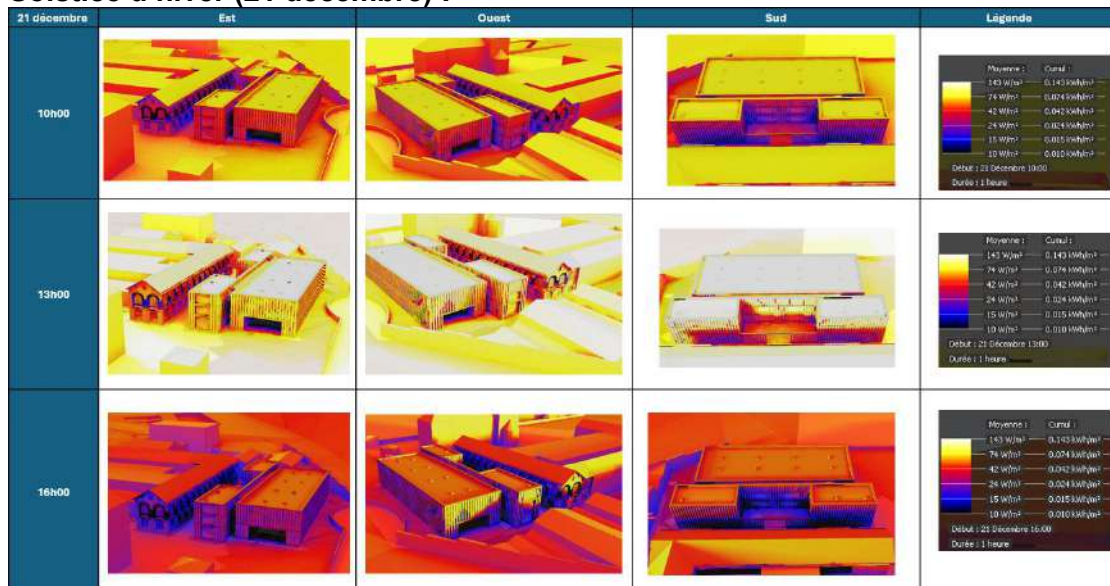 Solstice d'hiver (21 décembre) :
21 décembre Est Ouest Sud Légende
10h00
Moyenne : Cumul :
143 W/m² 0.143 kWh/m²
74 W/m² 0.074 kWh/m²
42 W/m² 0.042 kWh/m²
24 W/m² 0.024 kWh/m²
15 W/m² 0.015 kWh/m²
10 W/m² 0.010 kWh/m²
Début : 21 Décembre 10:00
Durée : 1 heure
13h00
Moyenne : Cumul :
143 W/m² 0.143 kWh/m²
74 W/m² 0.074 kWh/m²
42 W/m² 0.042 kWh/m²
24 W/m² 0.024 kWh/m²
15 W/m² 0.015 kWh/m²
10 W/m² 0.010 kWh/m²
Début : 21 Décembre 13:00
Durée : 1 heure
16h00
Moyenne : Cumul :
143 W/m² 0.143 kWh/m²
74 W/m² 0.074 kWh/m²
42 W/m² 0.042 kWh/m²
24 W/m² 0.024 kWh/m²
15 W/m² 0.015 kWh/m²
10 W/m² 0.010 kWh/m²
Début : 21 Décembre 16:00
Durée : 1 heure